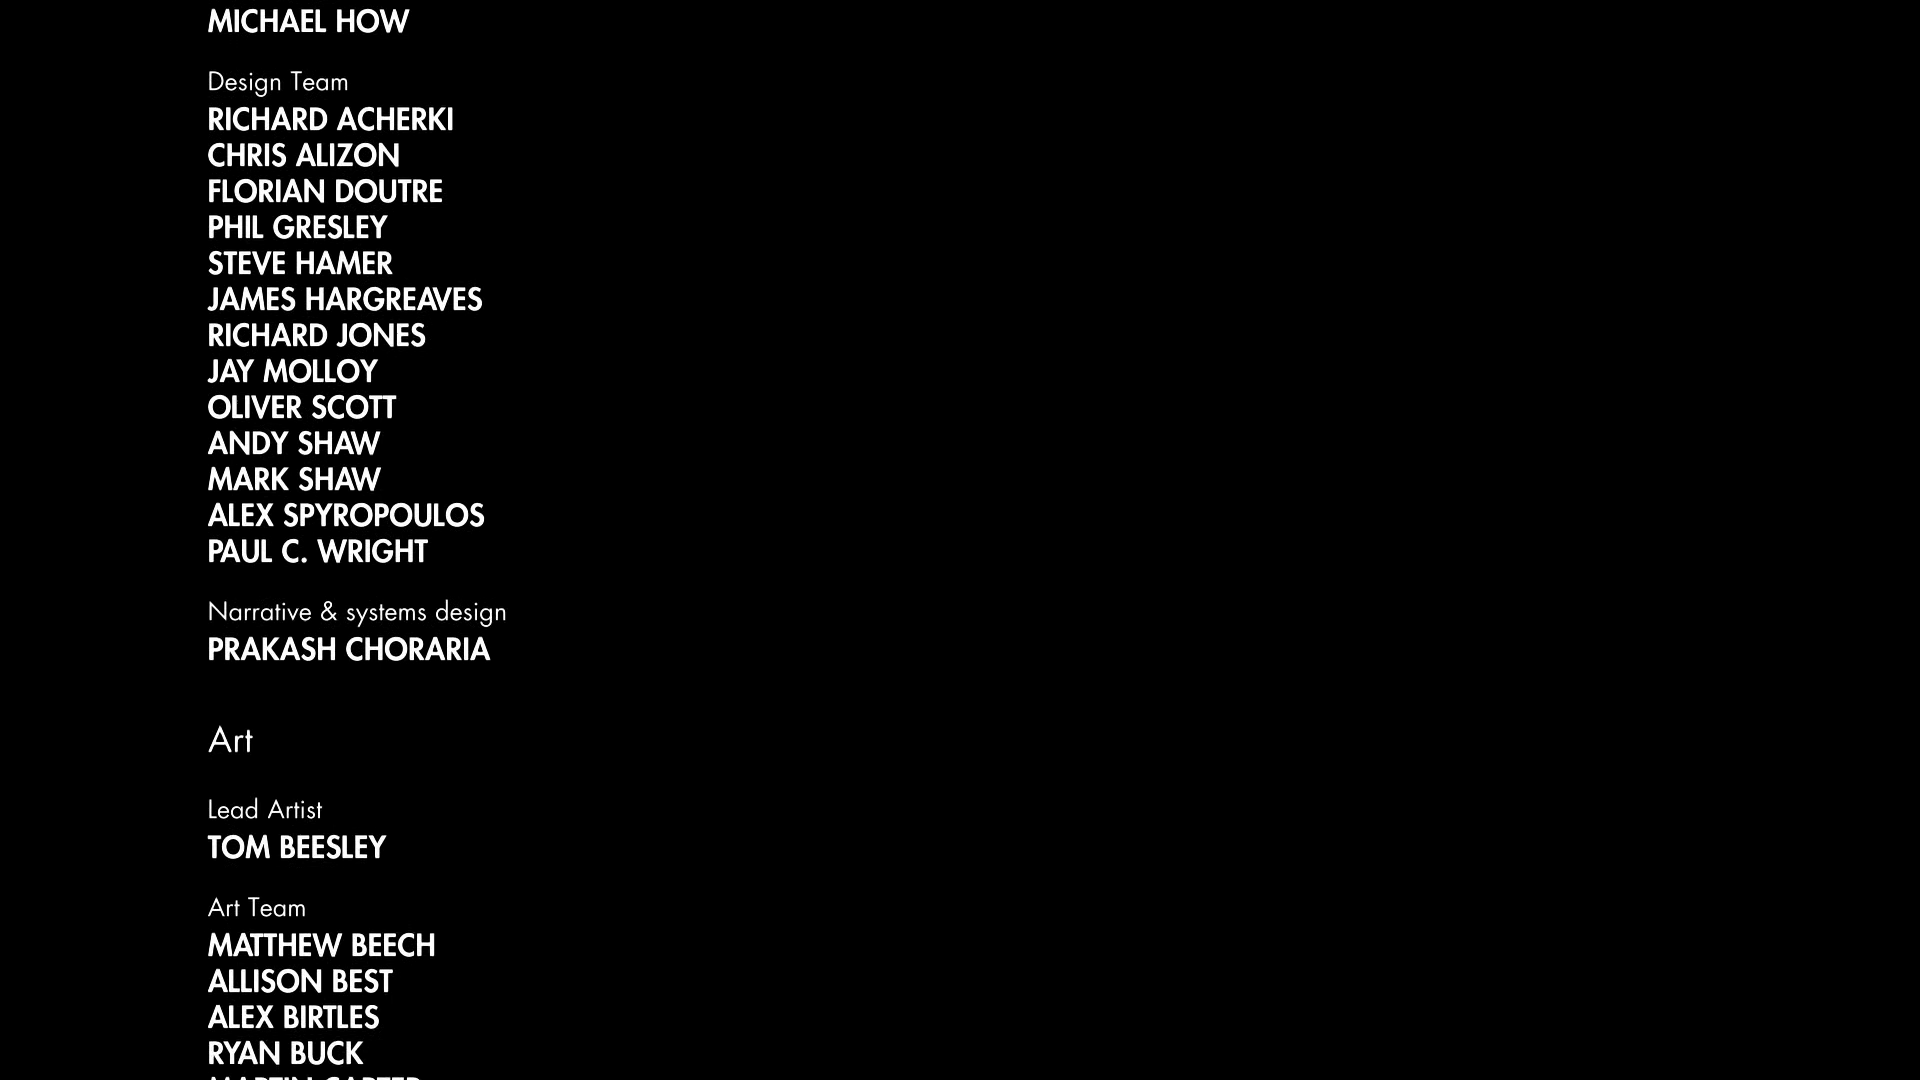 MICHAEL HOW
Design Team
RICHARD ACHERKI
CHRIS ALIZON
FLORIAN DOUTRE
PHIL GRESLEY
STEVE HAMER
JAMES HARGREAVES
RICHARD JONES
JAY MOLLOY
OLIVER SCOTT
ANDY SHAW
MARK SHAW
ALEX SPYROPOULOS
PAUL C. WRIGHT
Narrative & systems design
PRAKASH CHORARIA
Art
Lead Artist
TOM BEESLEY
Art Team
MATTHEW BEECH
ALLISON BEST
ALEX BIRTLES
RYAN BUCK
MARTIN CARTER